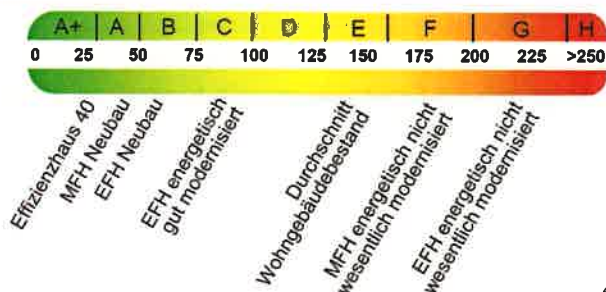 A+ A B C D E F G H
0 25 50 75 100 125 150 175 200 225 >250
Effizienzhaus 40
MFH Neubau
EFH Neubau
EFH energetisch
gut modernisiert
Durchschnitt
Wohngebäudebestand
MFH energetisch nicht
wesentlich modernisiert
EFH energetisch nicht
wesentlich modernisiert